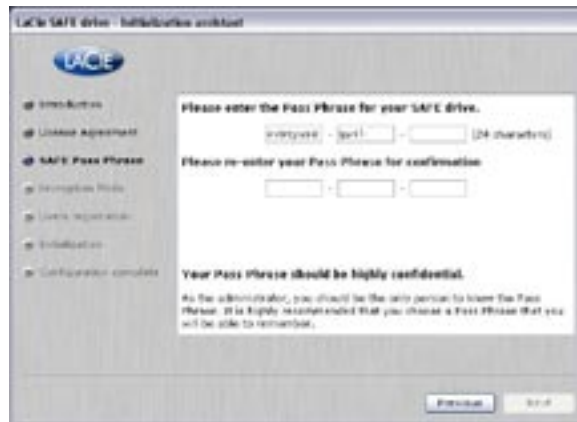 LaCie SAFE drive - Initialization assistant
LACIE
Introduction
License Agreement
SAFE Pass Phrase
Encryption Mode
Users registration
Initialization
Configuration complete
Please enter the Pass Phrase for your SAFE drive.
- - (24 characters)
Please re-enter your Pass Phrase for confirmation
- -
Your Pass Phrase should be highly confidential.
As the administrator, you should be the only person to know the Pass
Phrase. It is highly recommended that you choose a Pass Phrase that you
will be able to remember.
Previous
Next